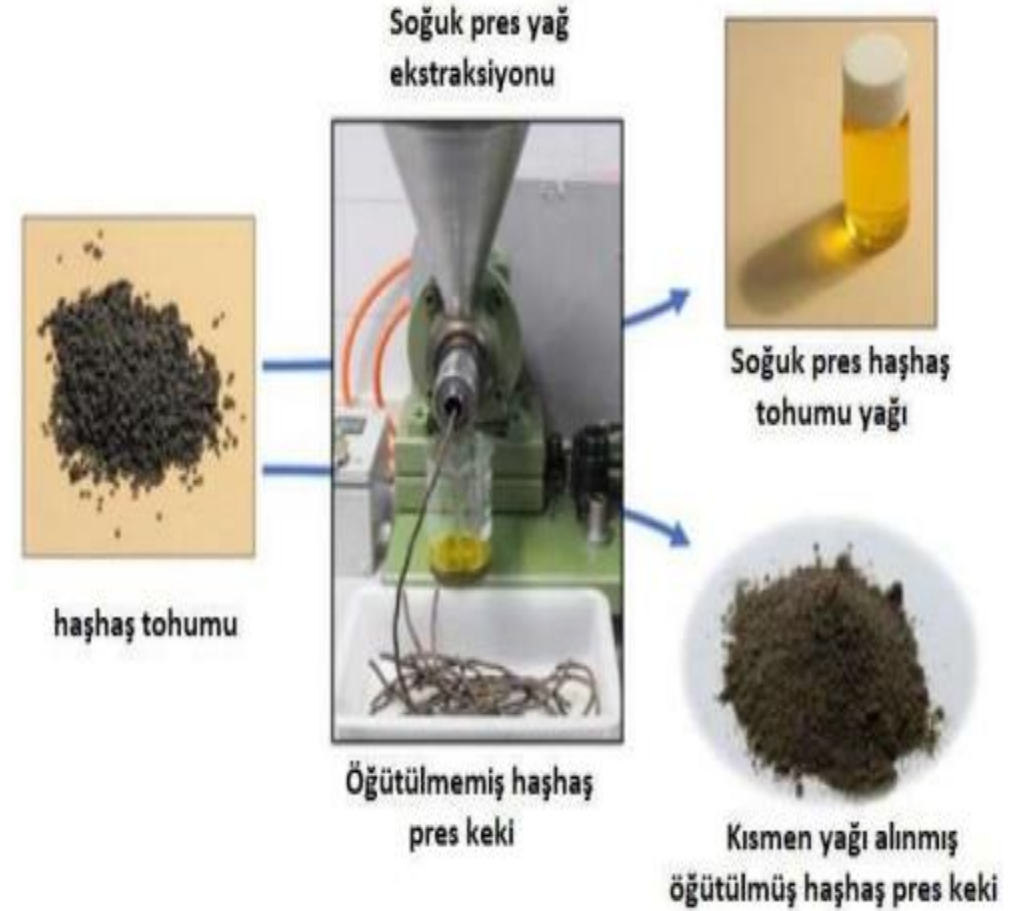 Soğuk pres yağ
ekstraksiyonu
haşhaş tohumu
Öğütülmemiş haşhaş
pres keki
Soğuk pres haşhaş
tohumu yağı
Kısmen yağı alınmış
öğütülmüş haşhaş pres keki